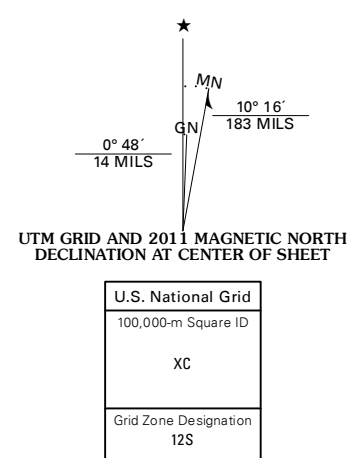 ★
MN
GN
10° 16´
183 MILS
0° 48´
14 MILS
UTM GRID AND 2011 MAGNETIC NORTH
DECLINATION AT CENTER OF SHEET
U.S. National Grid
100,000-m Square ID
XC
Grid Zone Designation
12S